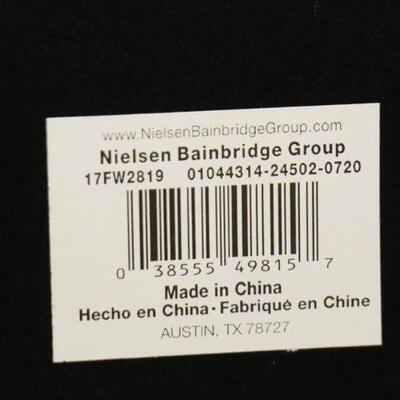 www.NielsenBainbridgeGroup.com
Nielsen Bainbridge Group
17FW2819 01044314-24502-0720
0 38555 49815 7
Made in China
Hecho en China • Fabriqué en Chine
AUSTIN, TX 78727